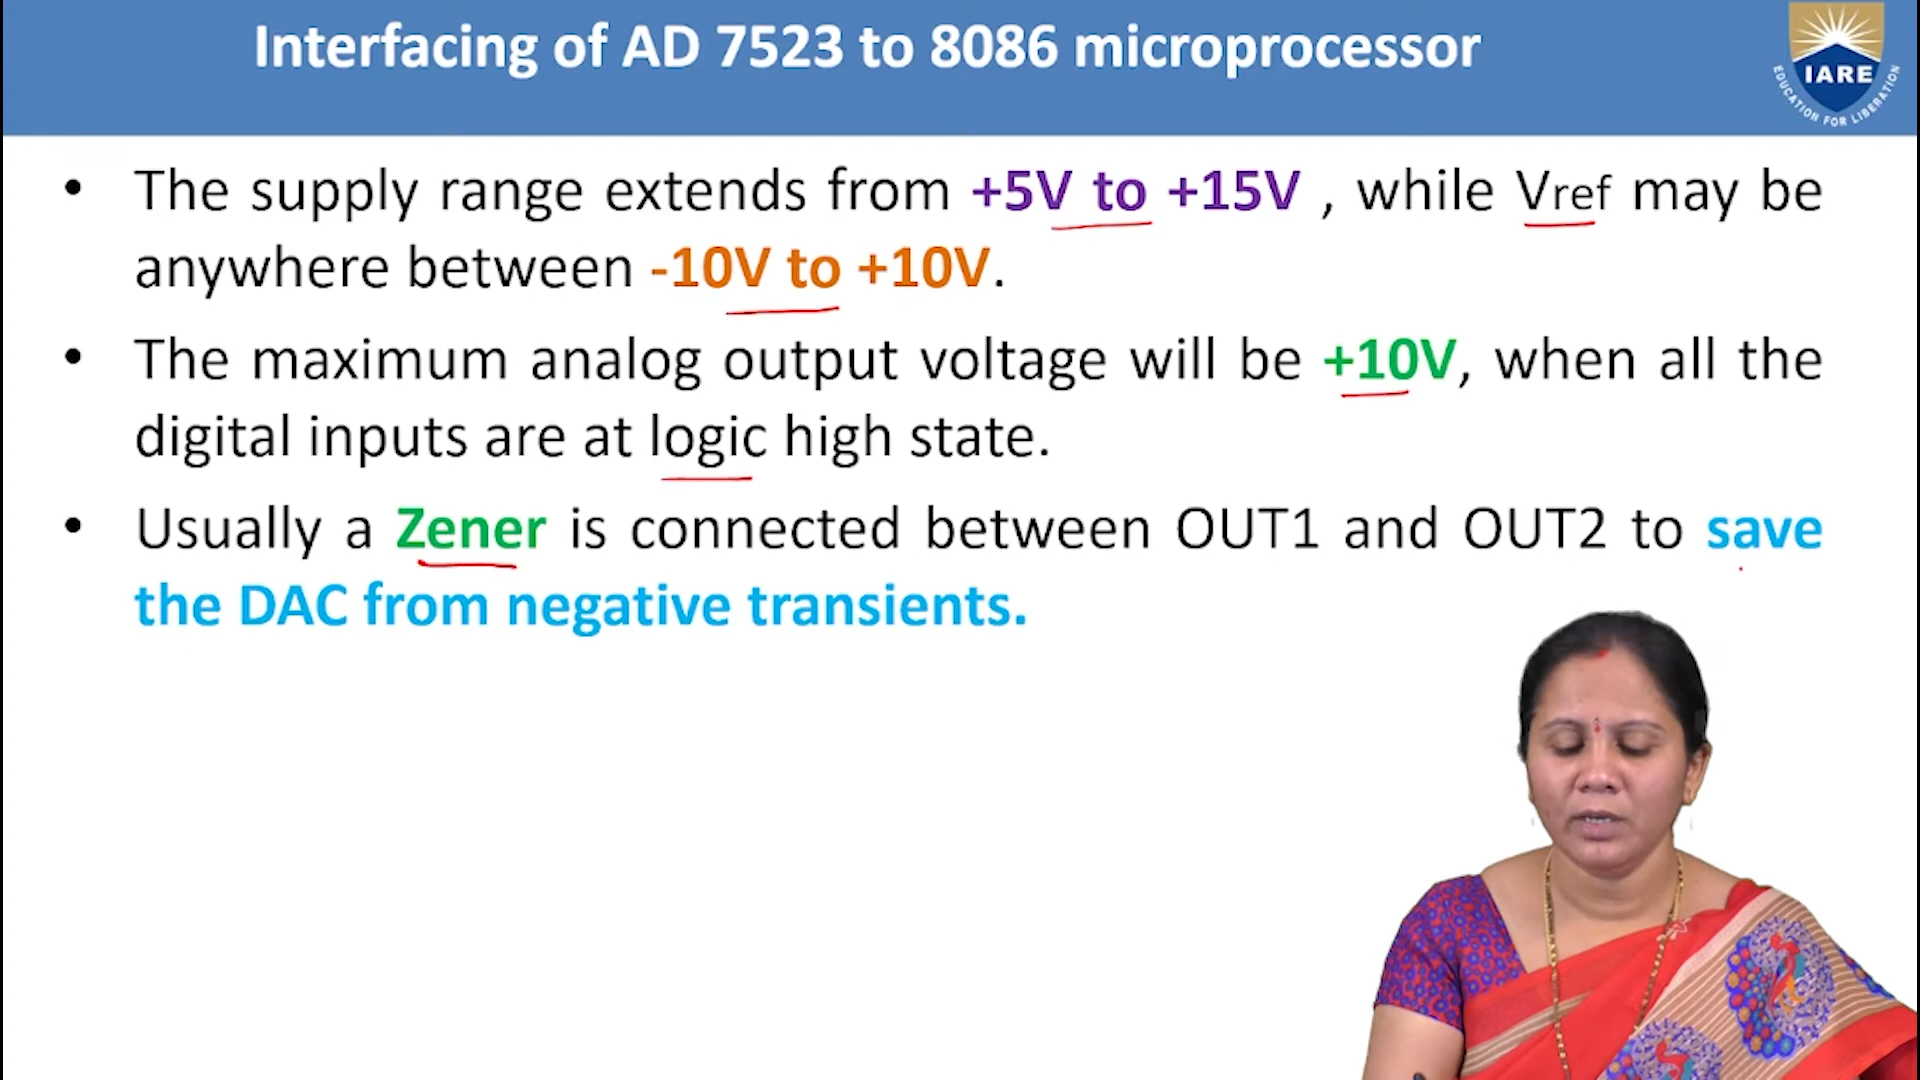 Interfacing of AD 7523 to 8086 microprocessor
IARE
EDUCATION FOR LIBERATION
• The supply range extends from +5V to +15V , while Vref may be
anywhere between -10V to +10V.
• The maximum analog output voltage will be +10V, when all the
digital inputs are at logic high state.
• Usually a Zener is connected between OUT1 and OUT2 to save
the DAC from negative transients.